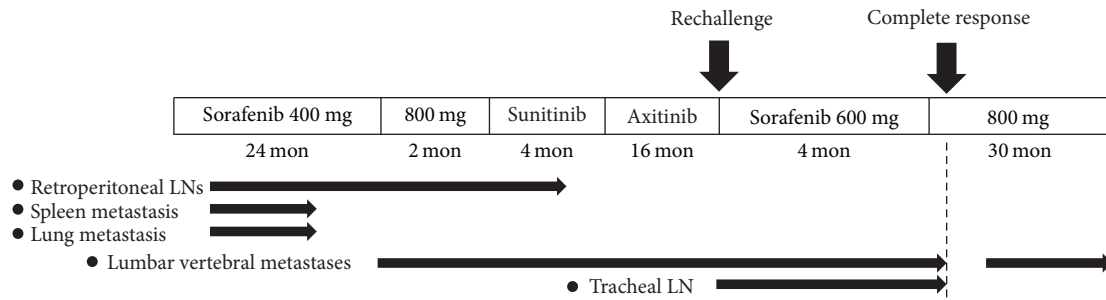 Rechallenge Complete response
Sorafenib 400 mg 800 mg Sunitinib Axitinib Sorafenib 600 mg 800 mg
24 mon 2 mon 4 mon 16 mon 4 mon 30 mon
● Retroperitoneal LNs
● Spleen metastasis
● Lung metastasis
● Lumbar vertebral metastases
● Tracheal LN